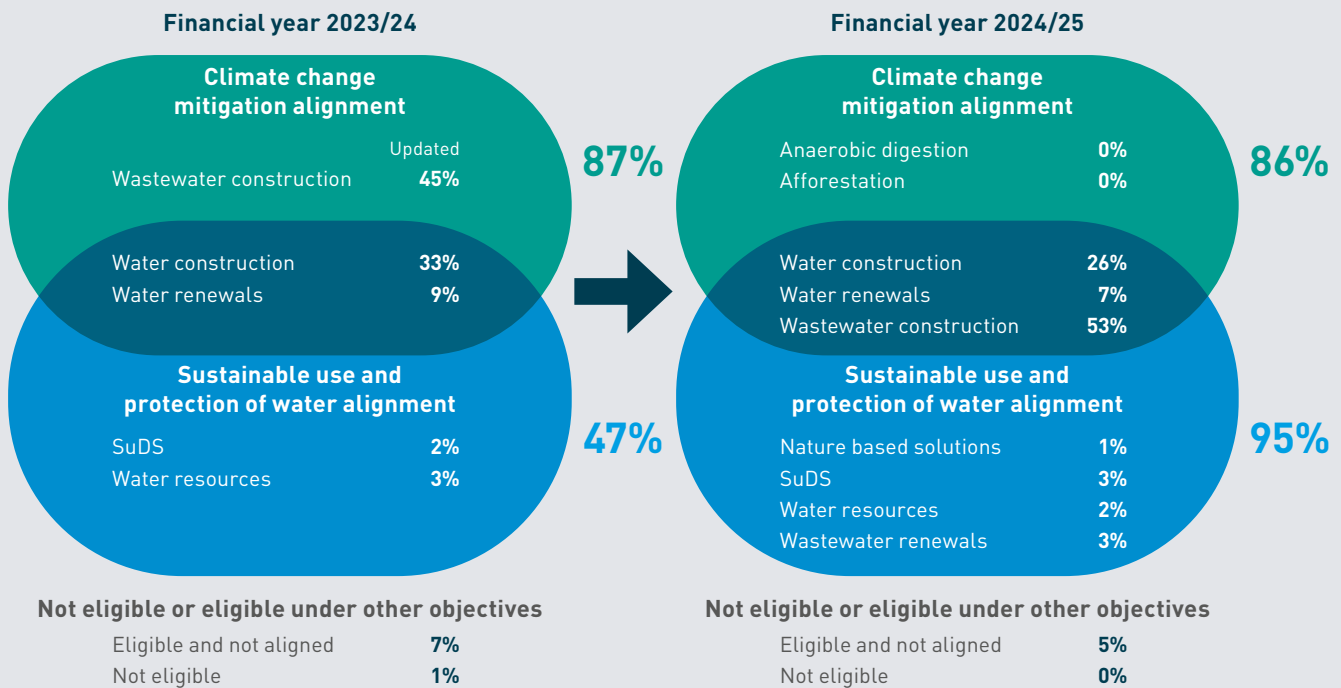 Financial year 2023/24
Climate change
mitigation alignment
Updated
Wastewater construction 45%
87%
Water construction 33%
Water renewals 9%
Sustainable use and
protection of water alignment
SuDS 2%
Water resources 3%
47%
Not eligible or eligible under other objectives
Eligible and not aligned 7%
Not eligible 1%
Financial year 2024/25
Climate change
mitigation alignment
Anaerobic digestion 0%
Afforestation 0%
86%
Water construction 26%
Water renewals 7%
Wastewater construction 53%
Sustainable use and
protection of water alignment
Nature based solutions 1%
SuDS 3%
Water resources 2%
Wastewater renewals 3%
95%
Not eligible or eligible under other objectives
Eligible and not aligned 5%
Not eligible 0%